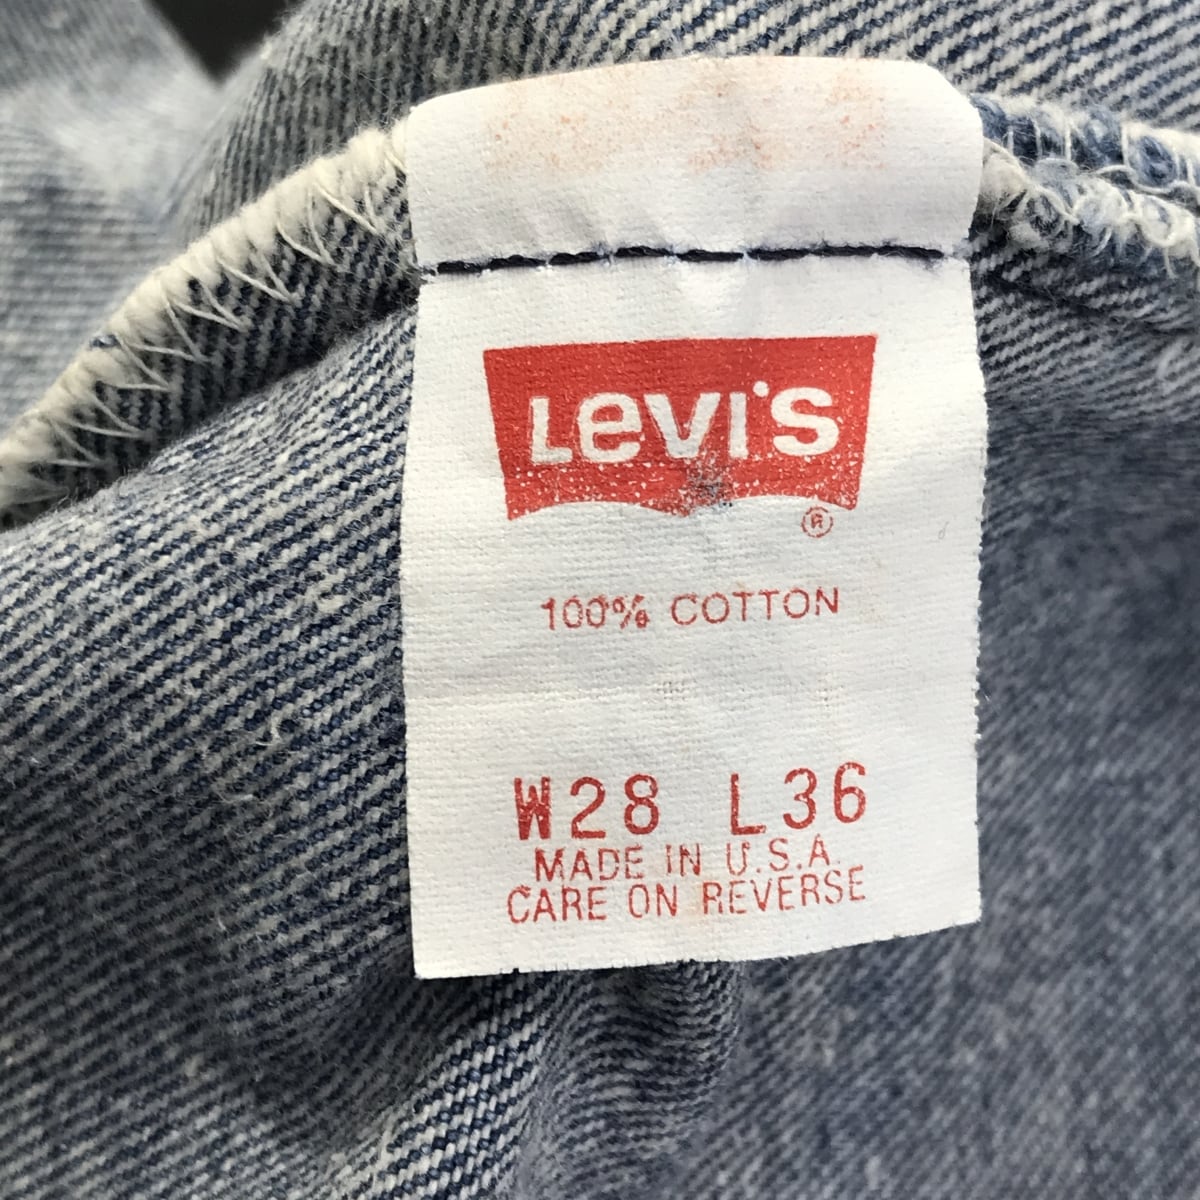 Levi's
®
100% COTTON
W28 L36
MADE IN U.S.A.
CARE ON REVERSE